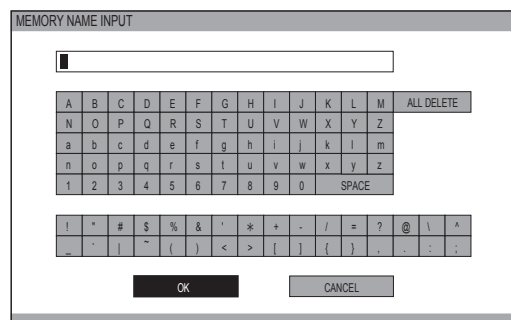 MEMORY NAME INPUT
A B C D E F G H I J K L M ALL DELETE
N O P Q R S T U V W X Y Z
a b c d e f g h i j k l m
n o p q r s t u v w x y z
1 2 3 4 5 6 7 8 9 0 SPACE
! " # $ % & ' * + - / = ? @ \ ^
_ ` | ~ ( ) < > [ ] { } , . : ;
OK CANCEL